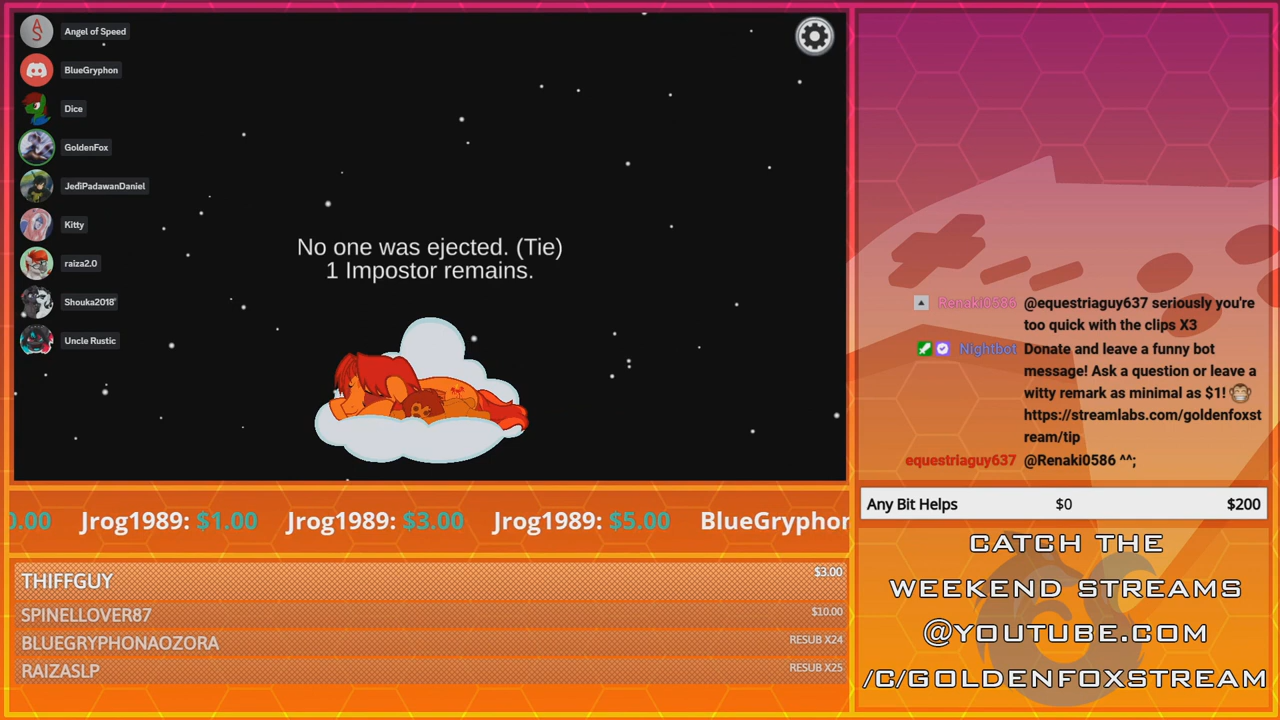 Angel of Speed
BlueGryphon
Dice
GoldenFox
JediPadawanDaniel
Kitty
raiza2.0
Shouka2018'
Uncle Rustic
No one was ejected. (Tie)
1 Impostor remains.
Renaki0586 @equestriaguy637 seriously you're
too quick with the clips X3
Nightbot Donate and leave a funny bot
message! Ask a question or leave a
witty remark as minimal as $1!
https://streamlabs.com/goldenfoxst
ream/tip
equestriaguy637 @Renaki0586 ^^;
Any Bit Helps $0 $200
0.00 Jrog1989: $1.00 Jrog1989: $3.00 Jrog1989: $5.00 BlueGryphon
THIFFGUY $3.00
SPINELLOVER87 $10.00
BLUEGRYPHONAOZORA RESUB X24
RAIZASLP RESUB X25
CATCH THE
WEEKEND STREAMS
@YOUTUBE.COM
/C/GOLDENFOXSTREAM